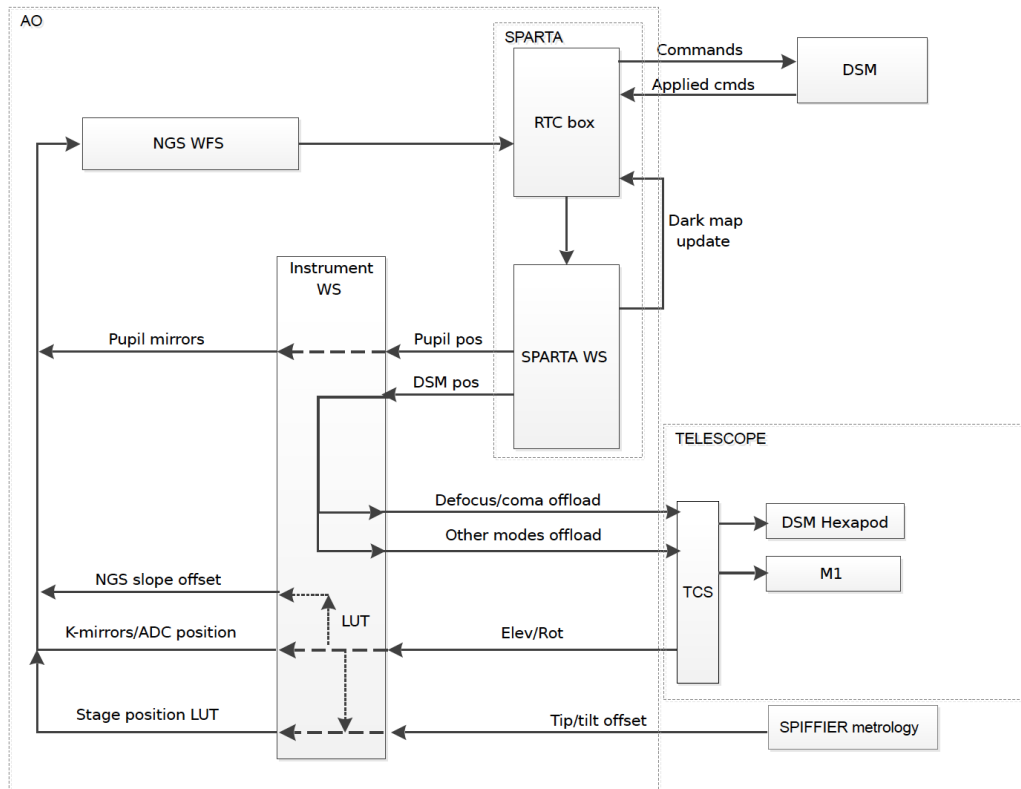 AO
SPARTA
Commands
DSM
Applied cmds
RTC box
NGS WFS
Dark map
update
Instrument
WS
Pupil mirrors
Pupil pos
SPARTA WS
DSM pos
TELESCOPE
Defocus/coma offload
DSM Hexapod
Other modes offload
M1
NGS slope offset
TCS
LUT
K-mirrors/ADC position
Elev/Rot
Stage position LUT
Tip/tilt offset
SPIFFIER metrology